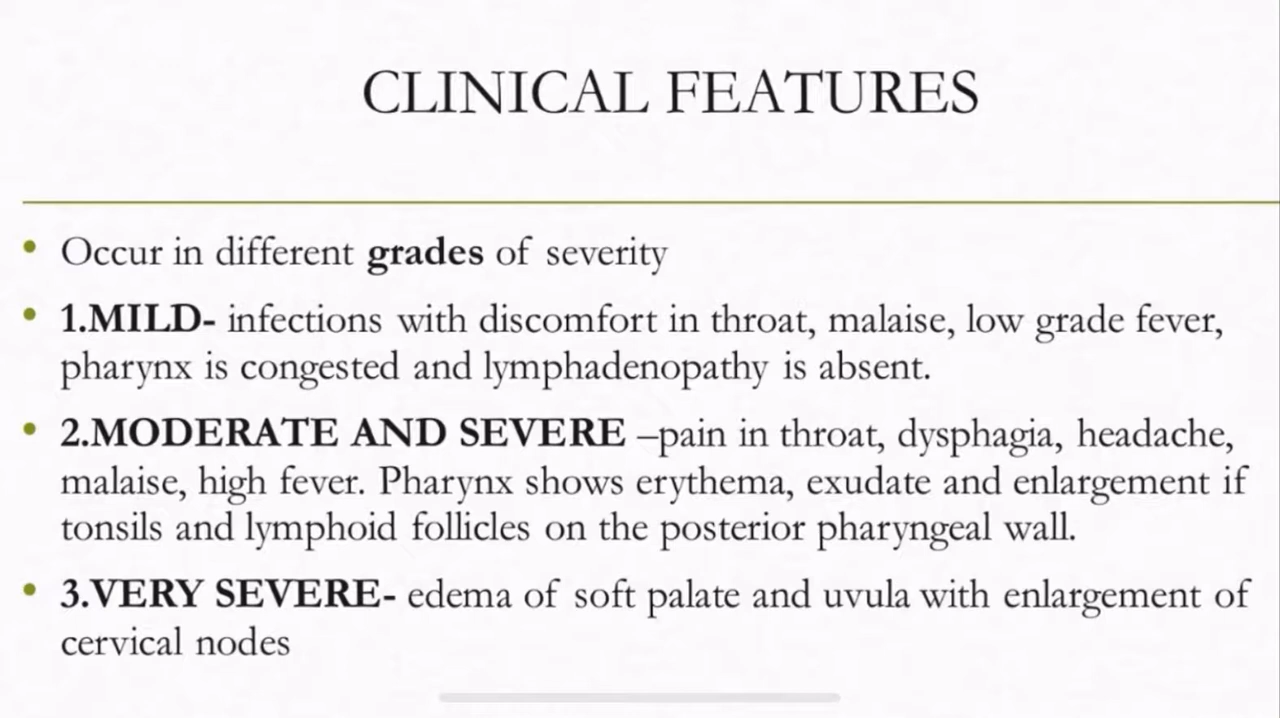 CLINICAL FEATURES
• Occur in different grades of severity
• 1.MILD- infections with discomfort in throat, malaise, low grade fever,
pharynx is congested and lymphadenopathy is absent.
• 2.MODERATE AND SEVERE –pain in throat, dysphagia, headache,
malaise, high fever. Pharynx shows erythema, exudate and enlargement if
tonsils and lymphoid follicles on the posterior pharyngeal wall.
• 3.VERY SEVERE- edema of soft palate and uvula with enlargement of
cervical nodes